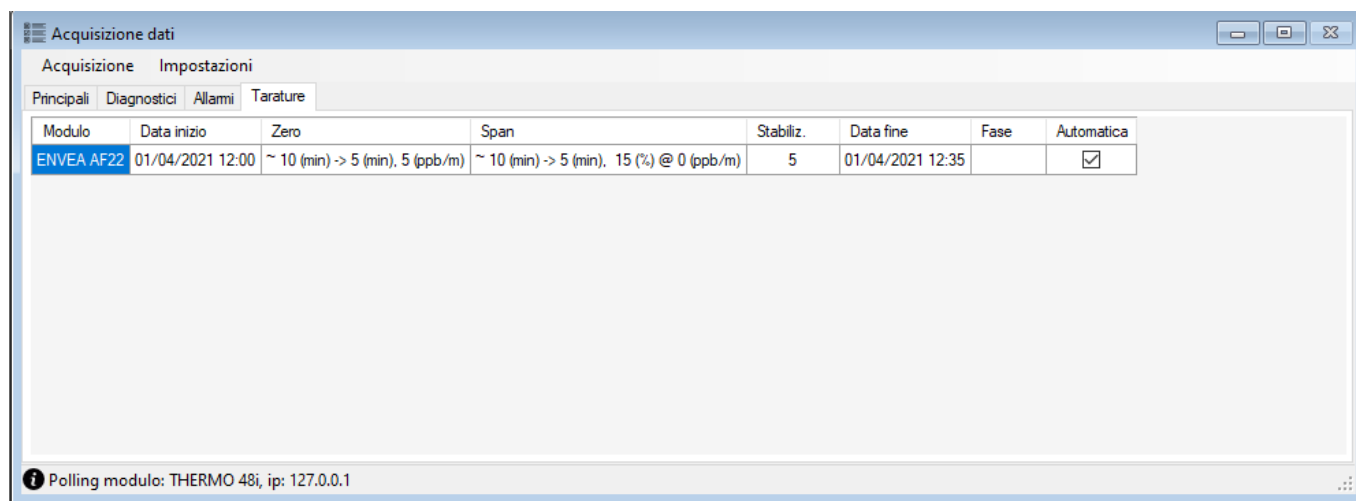 Acquisizione dati
Acquisizione Impostazioni
Principali Diagnostici Allarmi Tarature
Modulo Data inizio Zero Span Stabiliz. Data fine Fase Automatica
ENVEA AF22 01/04/2021 12:00 ~ 10 (min) -> 5 (min), 5 (ppb/m) ~ 10 (min) -> 5 (min), 15 (%) @ 0 (ppb/m) 5 01/04/2021 12:35
Polling modulo: THERMO 48i, ip: 127.0.0.1